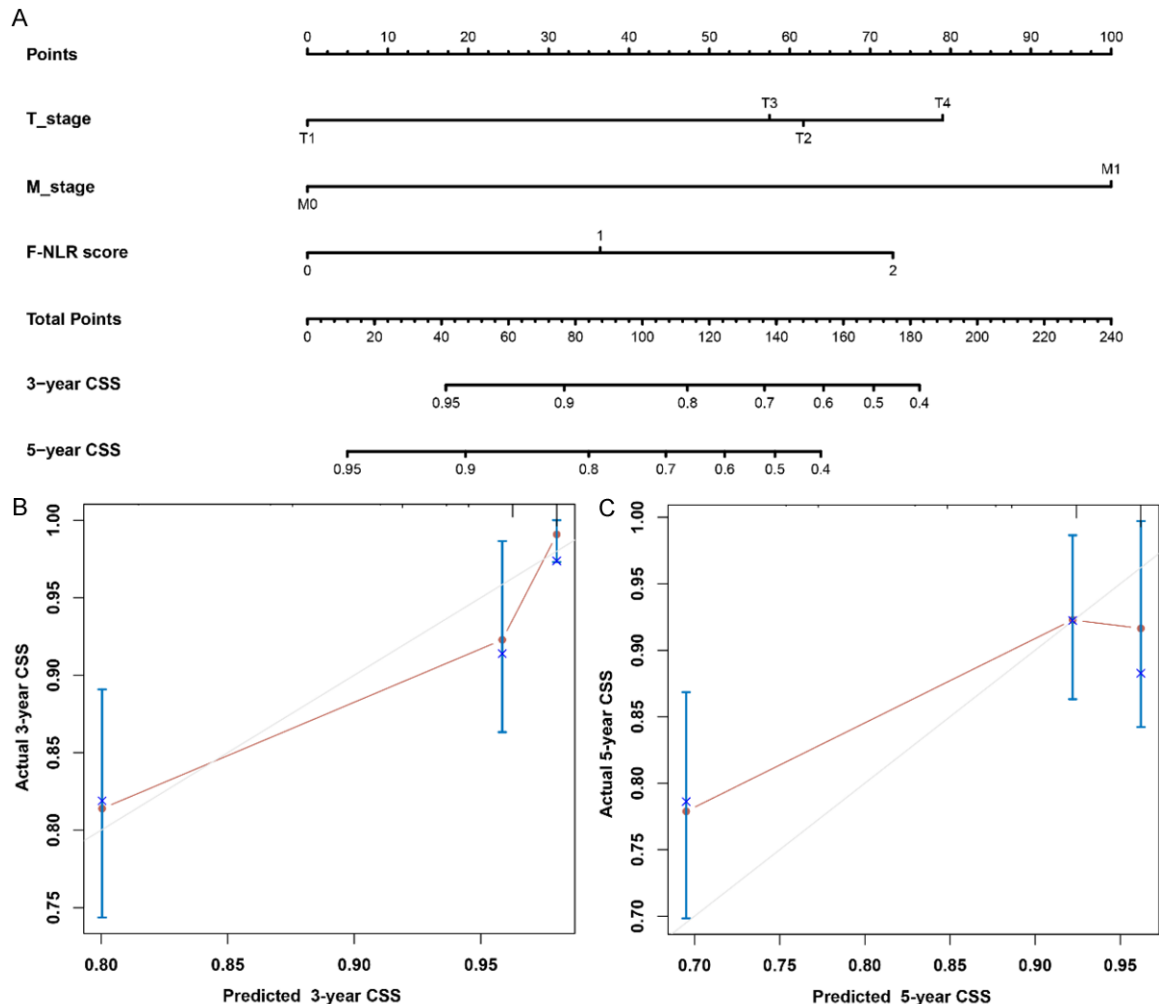 A
0 10 20 30 40 50 60 70 80 90 100
Points
T3 T4
T_stage
T1 T2
M1
M_stage
M0
1
F-NLR score
0 2
Total Points
0 20 40 60 80 100 120 140 160 180 200 220 240
3−year CSS
0.95 0.9 0.8 0.7 0.6 0.5 0.4
5−year CSS
0.95 0.9 0.8 0.7 0.6 0.5 0.4
B
Actual 3-year CSS
1.00
0.95
0.90
0.85
0.80
0.75
0.80 0.85 0.90 0.95
Predicted 3-year CSS
C
Actual 5-year CSS
1.00
0.95
0.90
0.85
0.80
0.75
0.70
0.70 0.75 0.80 0.85 0.90 0.95
Predicted 5-year CSS